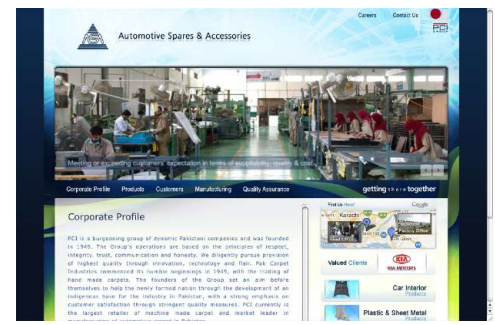 Careers Contact Us
PCI
ASA
Automotive Spares & Accessories
Meeting or exceeding customers' expectation in terms of supplyability, quality & cost
Corporate Profile Products Customers Manufacturing Quality Assurance
getting there together
Corporate Profile
Find Us Here!
Google
PCI is a burgeoning group of dynamic Pakistani companies and was founded
in 1949. The Group's operations are based on the principles of respect,
integrity, trust, communication and honesty. We diligently pursue provision
of highest quality through innovation, technology and flair. Pak Carpet
Industries commenced its humble beginnings in 1949, with the trading of
hand made carpets. The founders of the Group set an aim before
themselves to help the newly formed nation through the development of an
indigenous base for the industry in Pakistan, with a strong emphasis on
customer satisfaction through stringent quality measures. PCI currently is
the largest retailer of machine made carpet and market leader in
Karachi
Head Office
Factory Office
Valued Clients
KIA
KIA MOTORS
Car Interior
Products
Plastic & Sheet Metal
Products